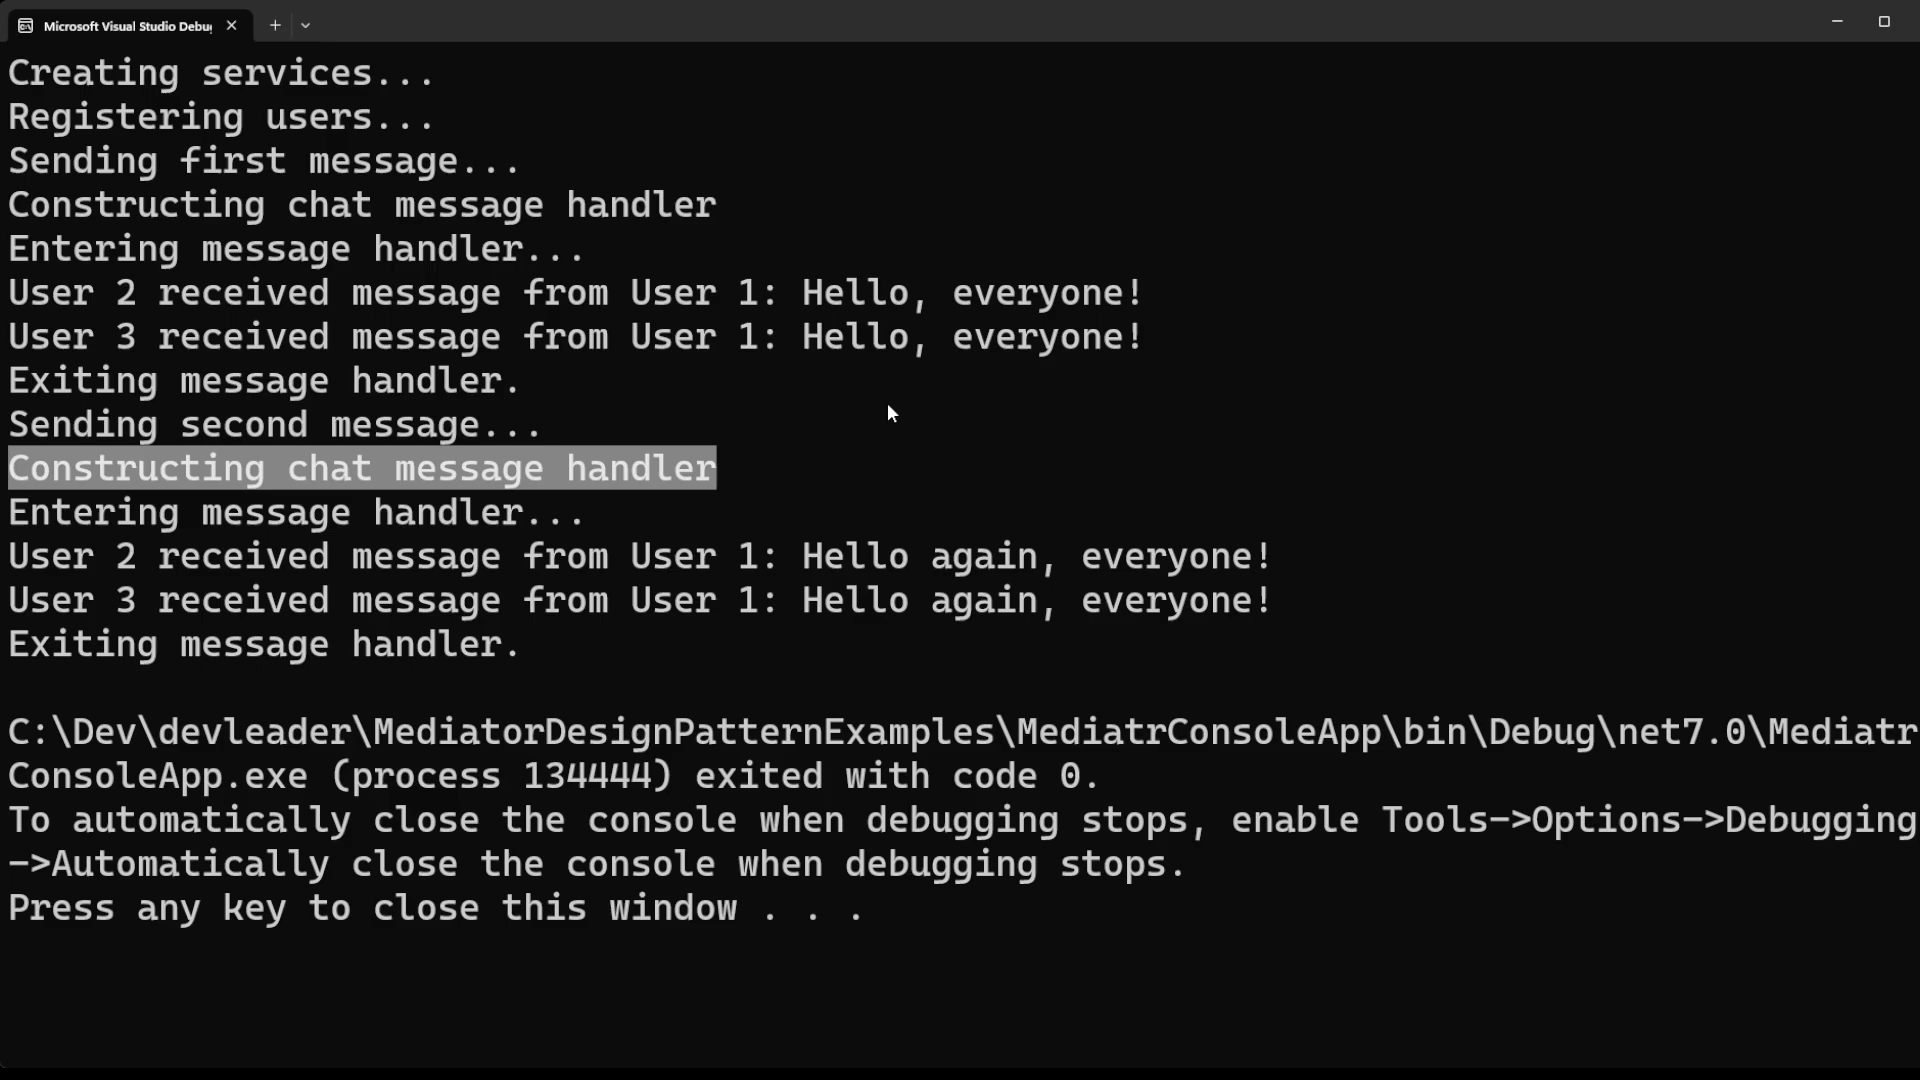 Microsoft Visual Studio Debu
Creating services...
Registering users...
Sending first message...
Constructing chat message handler
Entering message handler...
User 2 received message from User 1: Hello, everyone!
User 3 received message from User 1: Hello, everyone!
Exiting message handler.
Sending second message...
Constructing chat message handler
Entering message handler...
User 2 received message from User 1: Hello again, everyone!
User 3 received message from User 1: Hello again, everyone!
Exiting message handler.
C:\Dev\devleader\MediatorDesignPatternExamples\MediatrConsoleApp\bin\Debug\net7.0\Mediatr
ConsoleApp.exe (process 134444) exited with code 0.
To automatically close the console when debugging stops, enable Tools->Options->Debugging
->Automatically close the console when debugging stops.
Press any key to close this window . . .